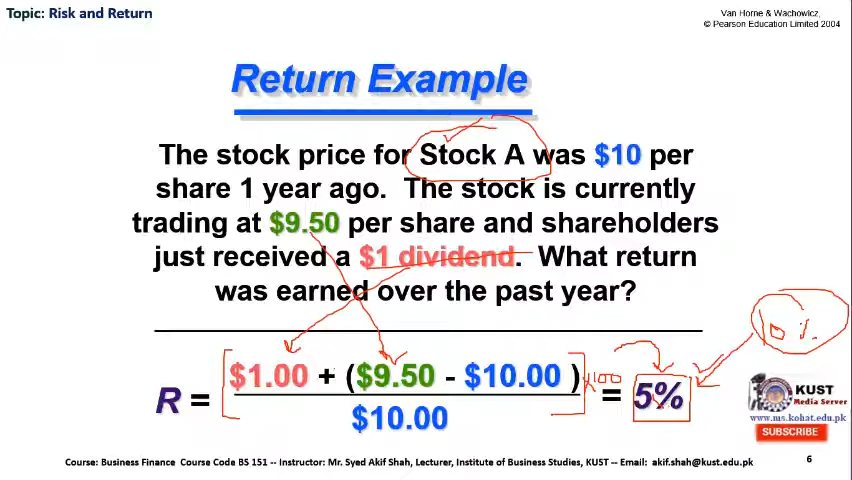 Topic: Risk and Return
Van Horne & Wachowicz,
© Pearson Education Limited 2004
Return Example
The stock price for Stock A was $10 per
share 1 year ago. The stock is currently
trading at $9.50 per share and shareholders
just received a $1 dividend. What return
was earned over the past year?
R = $1.00 + ($9.50 - $10.00 ) x100 = 5%
$10.00
KUST
Media Server
www.ms.kohat.edu.pk
SUBSCRIBE
Course: Business Finance Course Code BS 151 -- Instructor: Mr. Syed Akif Shah, Lecturer, Institute of Business Studies, KUST -- Email: akif.shah@kust.edu.pk
6